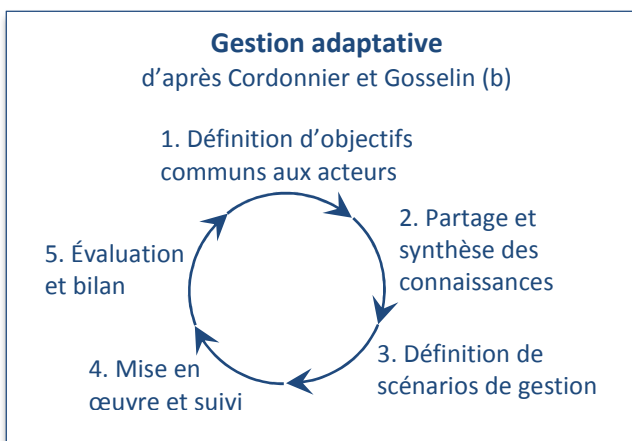 Gestion adaptative
d’après Cordonnier et Gosselin (b)
1. Définition d’objectifs
communs aux acteurs
2. Partage et
synthèse des
connaissances
3. Définition de
scénarios de gestion
4. Mise en
œuvre et suivi
5. Évaluation
et bilan